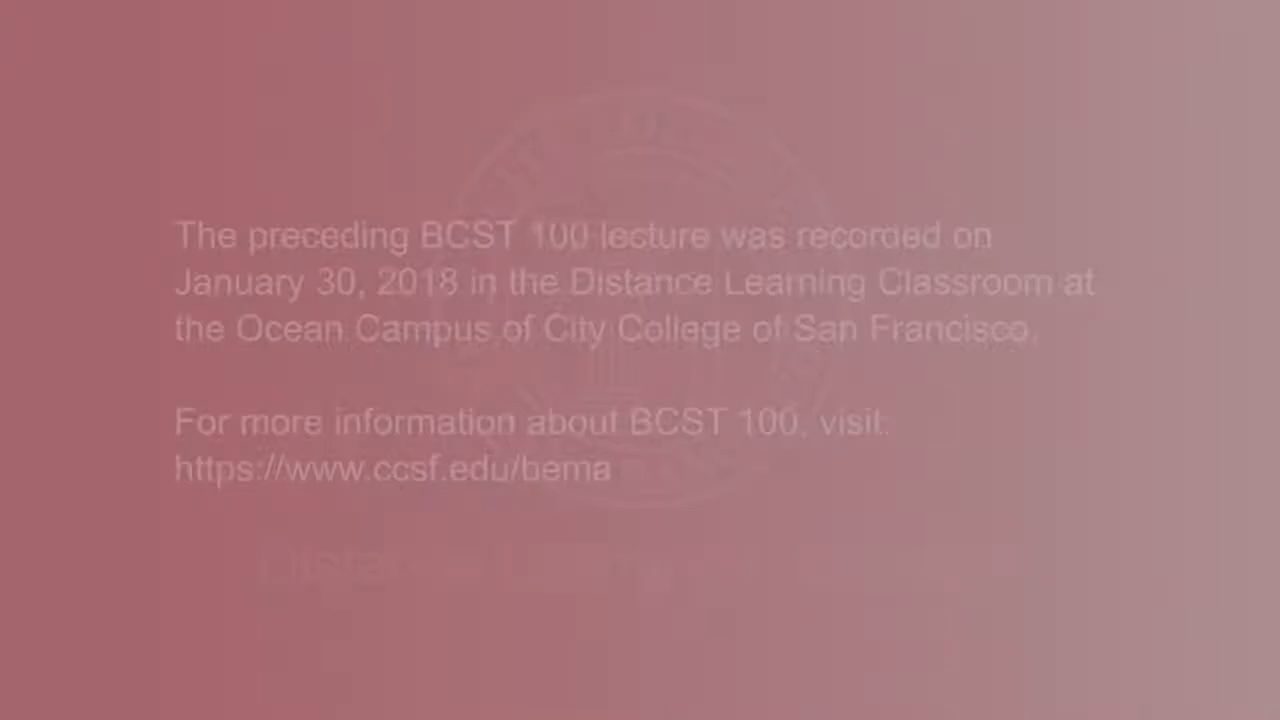 The preceding BCST 100 lecture was recorded on
January 30, 2018 in the Distance Learning Classroom at
the Ocean Campus of City College of San Francisco.
For more information about BCST 100, visit:
https://www.ccsf.edu/bema